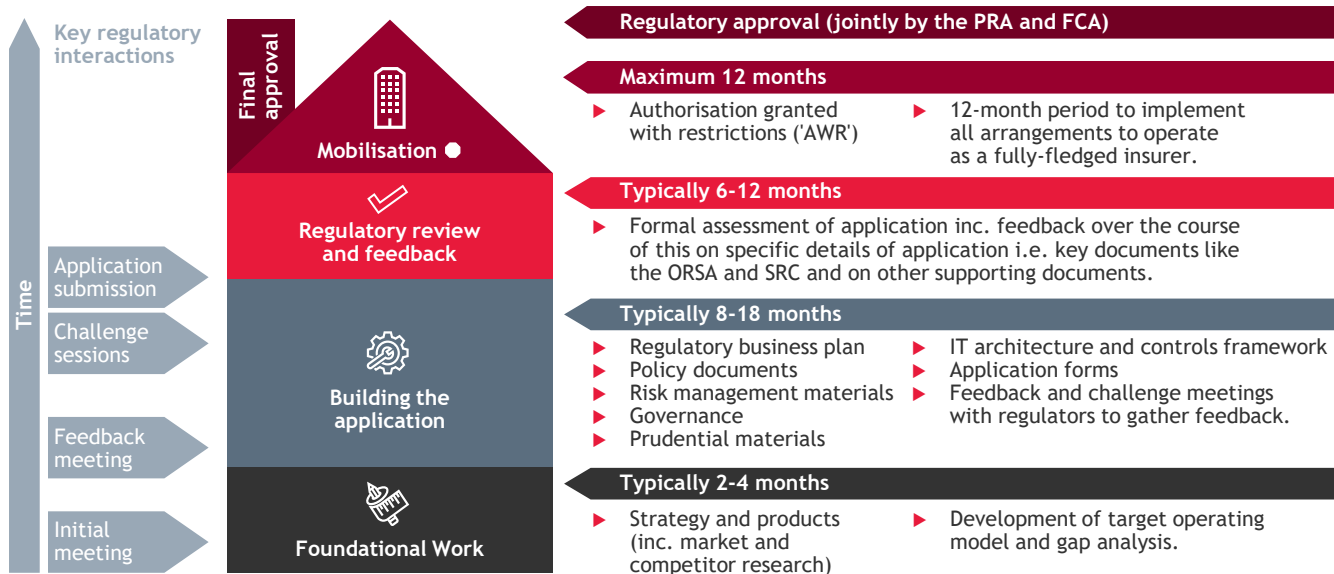 Key regulatory
interactions
Time
Application
submission
Challenge
sessions
Feedback
meeting
Initial
meeting
Final
approval
Mobilisation
Regulatory review
and feedback
Building the
application
Foundational Work
Regulatory approval (jointly by the PRA and FCA)
Maximum 12 months
Authorisation granted
with restrictions ('AWR')
12-month period to implement
all arrangements to operate
as a fully-fledged insurer.
Typically 6-12 months
Formal assessment of application inc. feedback over the course
of this on specific details of application i.e. key documents like
the ORSA and SRC and on other supporting documents.
Typically 8-18 months
Regulatory business plan
Policy documents
Risk management materials
Governance
Prudential materials
IT architecture and controls framework
Application forms
Feedback and challenge meetings
with regulators to gather feedback.
Typically 2-4 months
Strategy and products
(inc. market and
competitor research)
Development of target operating
model and gap analysis.